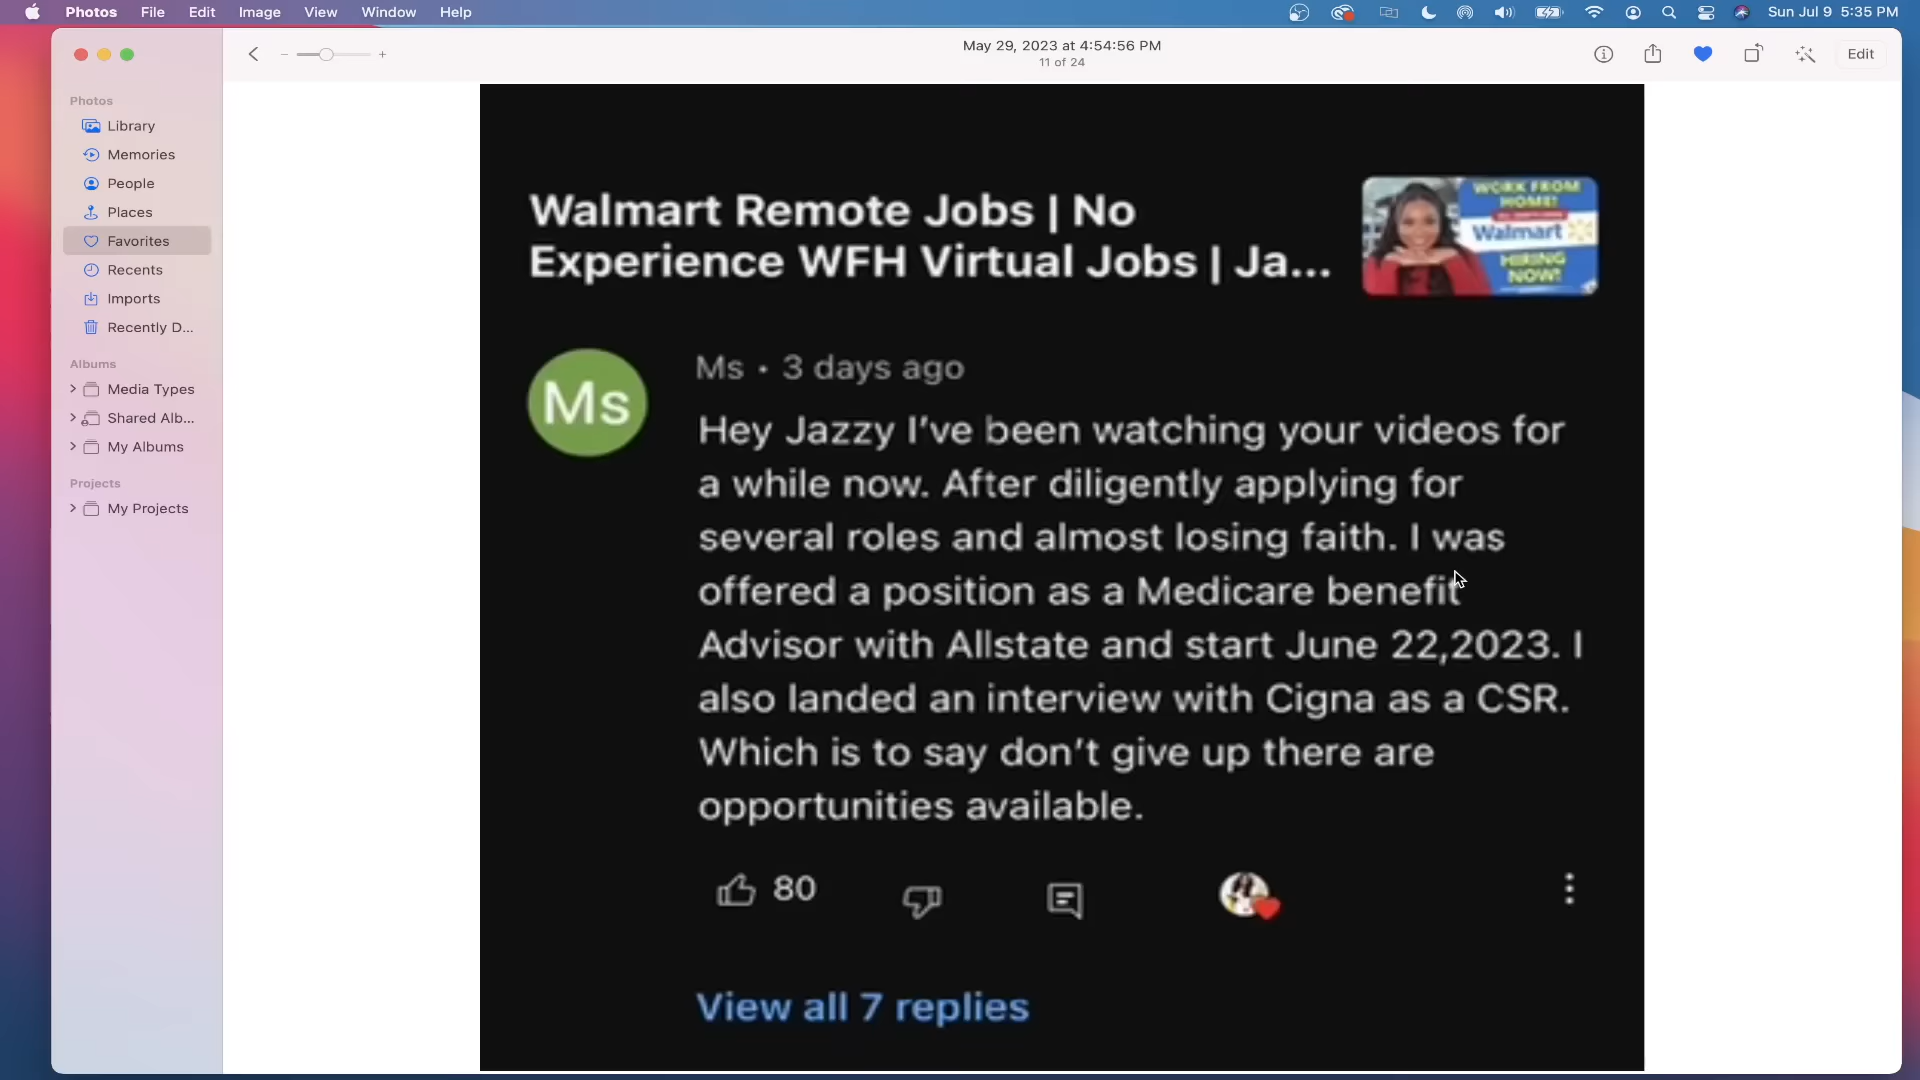 Photos File Edit Image View Window Help
Sun Jul 9 5:35 PM
May 29, 2023 at 4:54:56 PM
11 of 24
Edit
Photos
Library
Memories
People
Places
Favorites
Recents
Imports
Recently D...
Albums
Media Types
Shared Alb...
My Albums
Projects
My Projects
Walmart Remote Jobs | No
Experience WFH Virtual Jobs | Ja...
WORK FROM
HOME!
Walmart
HIRING
NOW!
Ms
Ms • 3 days ago
Hey Jazzy I’ve been watching your videos for
a while now. After diligently applying for
several roles and almost losing faith. I was
offered a position as a Medicare benefit
Advisor with Allstate and start June 22,2023. I
also landed an interview with Cigna as a CSR.
Which is to say don’t give up there are
opportunities available.
80
View all 7 replies